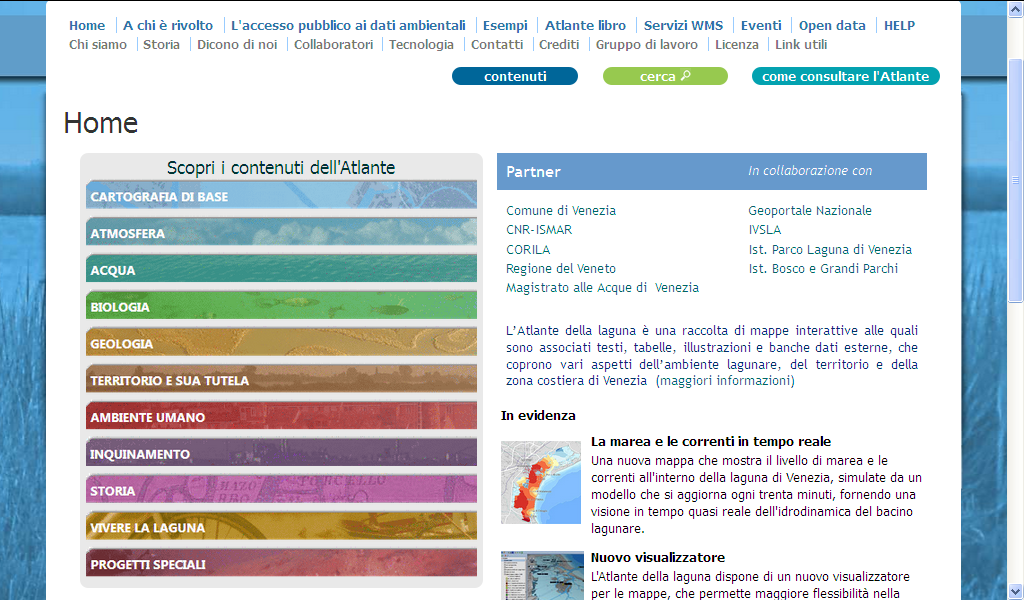 Home A chi è rivolto L'accesso pubblico ai dati ambientali Esempi Atlante libro Servizi WMS Eventi Open data HELP
Chi siamo Storia Dicono di noi Collaboratori Tecnologia Contatti Crediti Gruppo di lavoro Licenza Link utili
contenuti cerca come consultare l'Atlante
Home
Scopri i contenuti dell'Atlante
CARTOGRAFIA DI BASE
ATMOSFERA
ACQUA
BIOLOGIA
GEOLOGIA
TERRITORIO E SUA TUTELA
AMBIENTE UMANO
INQUINAMENTO
STORIA
VIVERE LA LAGUNA
PROGETTI SPECIALI
Partner In collaborazione con
Comune di Venezia Geoportale Nazionale
CNR-ISMAR IVSLA
CORILA Ist. Parco Laguna di Venezia
Regione del Veneto Ist. Bosco e Grandi Parchi
Magistrato alle Acque di Venezia
L'Atlante della laguna è una raccolta di mappe interattive alle quali
sono associati testi, tabelle, illustrazioni e banche dati esterne, che
coprono vari aspetti dell'ambiente lagunare, del territorio e della
zona costiera di Venezia (maggiori informazioni)
In evidenza
La marea e le correnti in tempo reale
Una nuova mappa che mostra il livello di marea e le
correnti all'interno della laguna di Venezia, simulate da un
modello che si aggiorna ogni trenta minuti, fornendo una
visione in tempo quasi reale dell'idrodinamica del bacino
lagunare.
Nuovo visualizzatore
L'Atlante della laguna dispone di un nuovo visualizzatore
per le mappe, che permette maggiore flessibilità nella